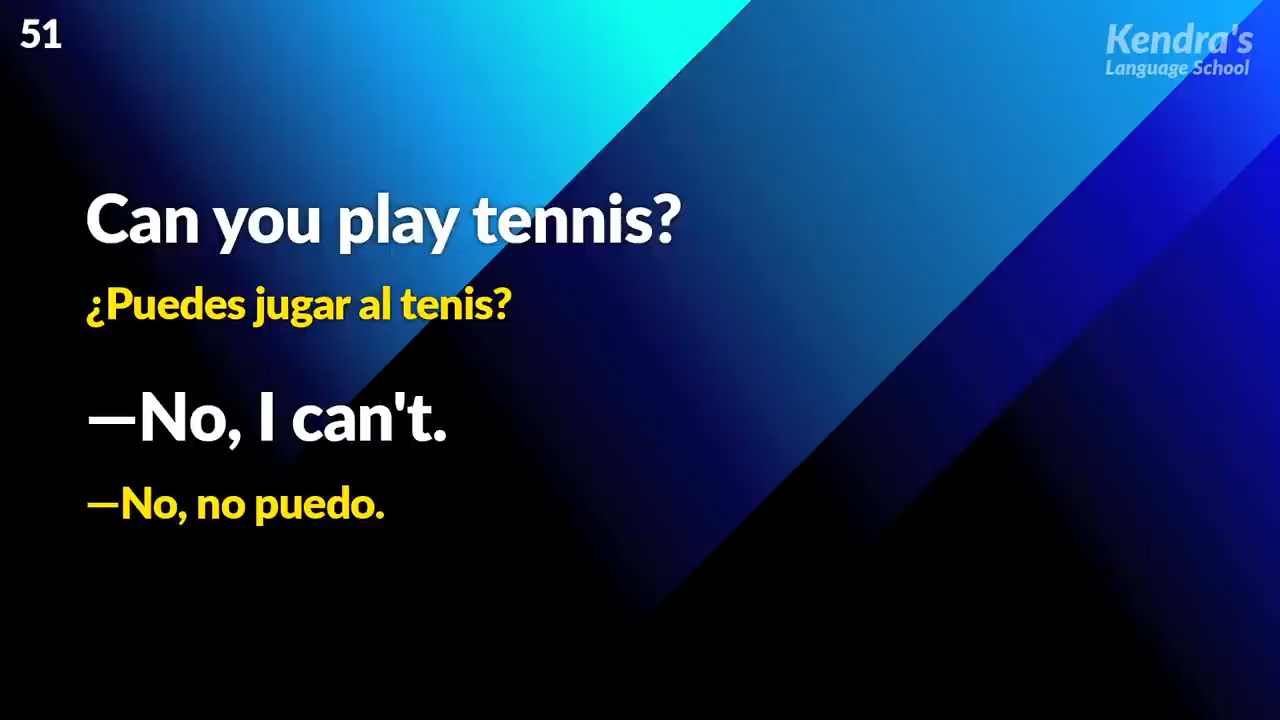 51
Kendra's
Language School
Can you play tennis?
¿Puedes jugar al tenis?
—No, I can't.
—No, no puedo.